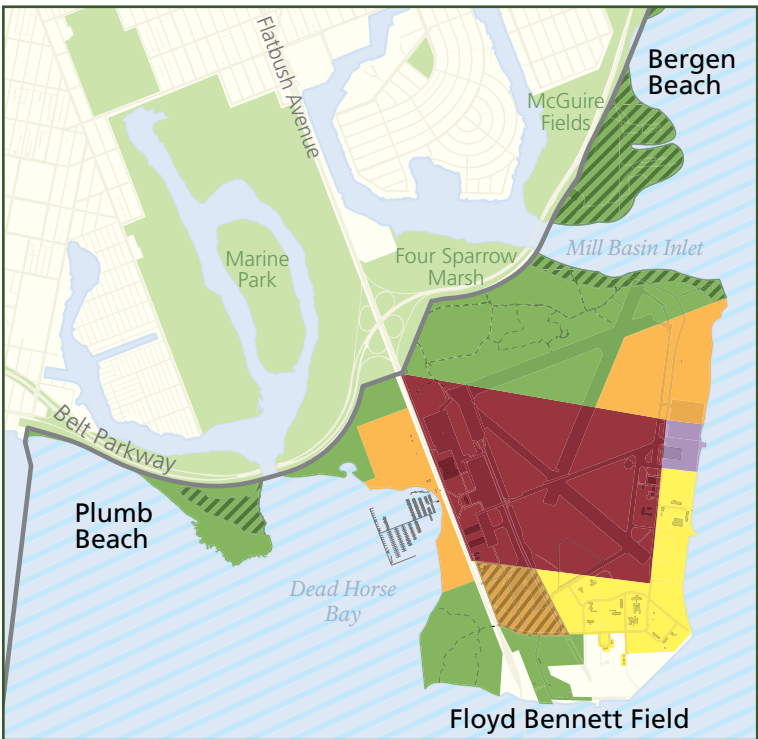 Flatbush Avenue
Bergen
Beach
McGuire
Fields
Marine
Park
Four Sparrow
Marsh
Mill Basin Inlet
Belt Parkway
Plumb
Beach
Dead Horse
Bay
Floyd Bennett Field